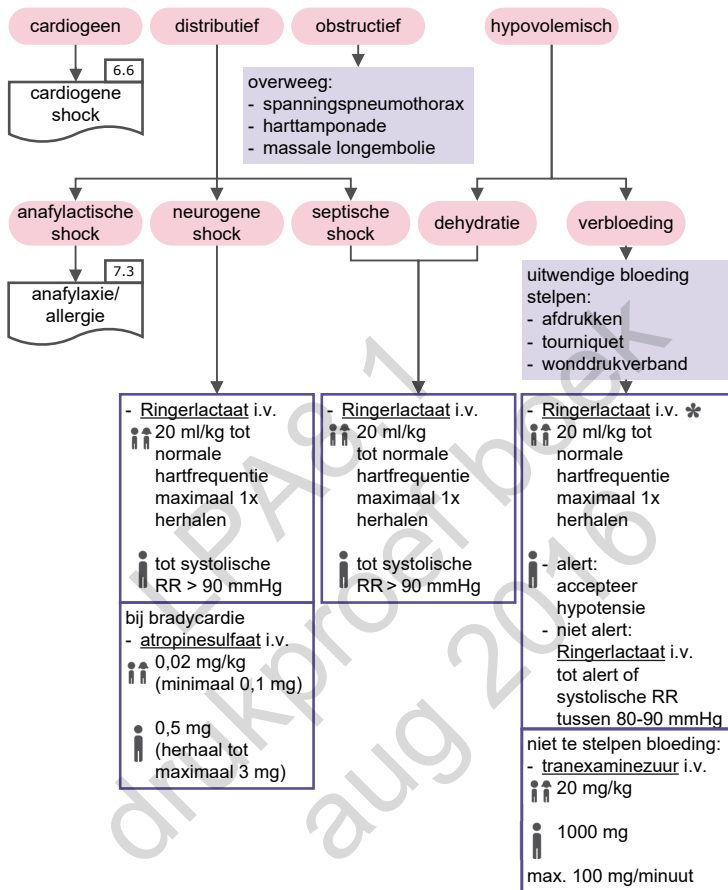 cardiogeen
distributief
obstructief
hypovolemisch
6.6
cardiogene
shock
overweeg:
- spanningspneumothorax
- harttamponade
- massale longembolie
anafylactische
shock
neurogene
shock
septische
shock
dehydratie
verbloeding
7.3
anafylaxie/
allergie
uitwendige bloeding
stelpen:
- afdrukken
- tourniquet
- wonddrukverband
- Ringerlactaat i.v.
20 ml/kg tot
normale
hartfrequentie
maximaal 1x
herhalen
tot systolische
RR > 90 mmHg
bij bradycardie
- atropinesulfaat i.v.
0,02 mg/kg
(minimaal 0,1 mg)
0,5 mg
(herhaal tot
maximaal 3 mg)
- Ringerlactaat i.v.
20 ml/kg
tot normale
hartfrequentie
maximaal 1x
herhalen
tot systolische
RR > 90 mmHg
- Ringerlactaat i.v. *
20 ml/kg tot
normale
hartfrequentie
maximaal 1x
herhalen
- alert:
accepteer
hypotensie
- niet alert:
Ringerlactaat i.v.
tot alert of
systolische RR
tussen 80-90 mmHg
niet te stelpen bloeding:
- tranexaminezuur i.v.
20 mg/kg
1000 mg
max. 100 mg/minuut
LPA8. 1
drukproef boek
aug 2016